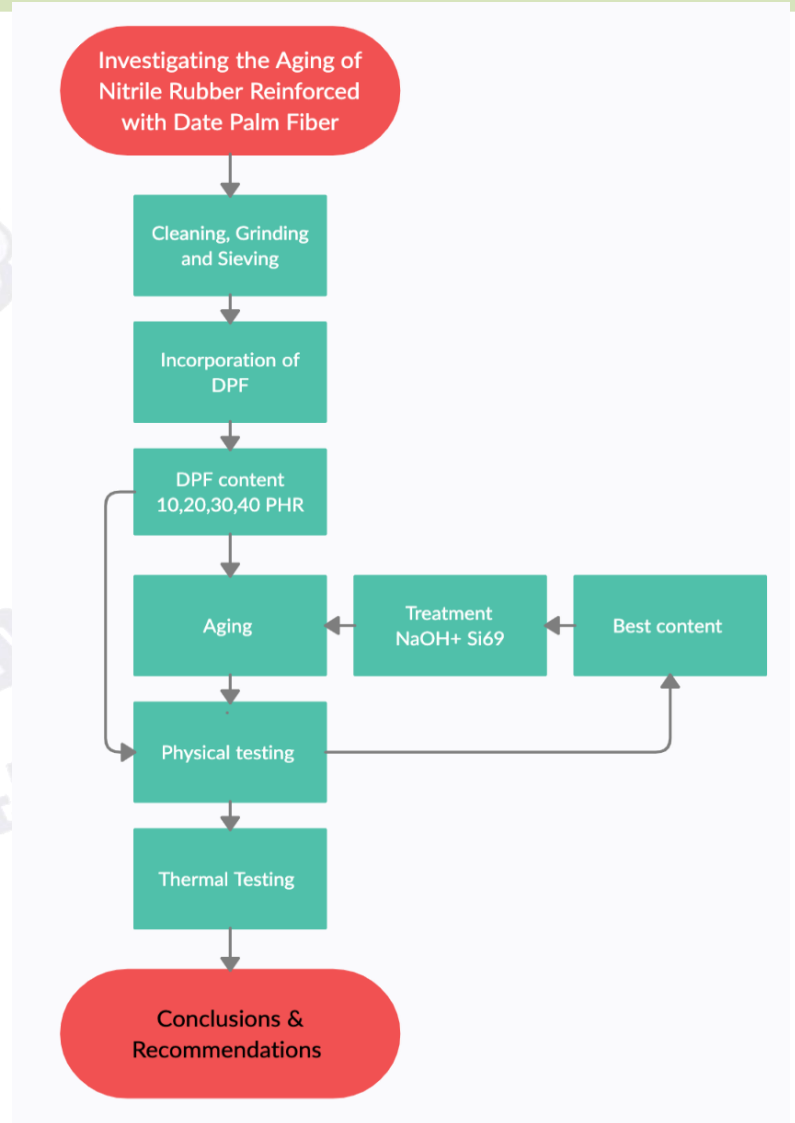 Investigating the Aging of
Nitrile Rubber Reinforced
with Date Palm Fiber
Cleaning, Grinding
and Sieving
Incorporation of
DPF
DPF content
10,20,30,40 PHR
Aging
Treatment
NaOH+ Si69
Best content
Physical testing
Thermal Testing
Conclusions &
Recommendations